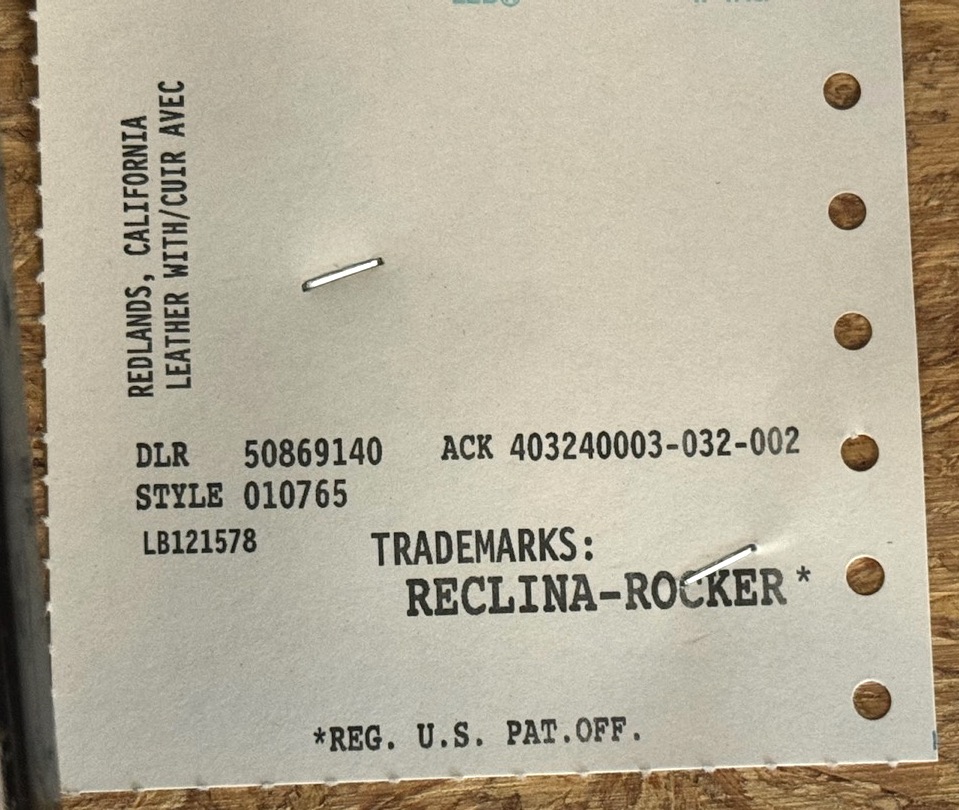 REDLANDS, CALIFORNIA
LEATHER WITH/CUIR AVEC
DLR 50869140 ACK 403240003-032-002
STYLE 010765
LB121578
TRADEMARKS:
RECLINA-ROCKER*
*REG. U.S. PAT.OFF.